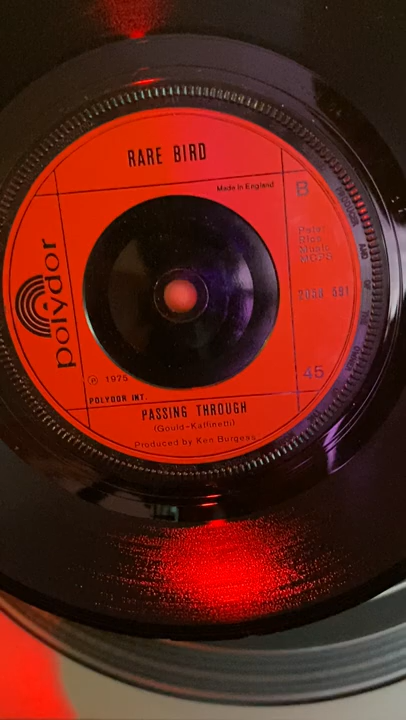 RARE BIRD
Made in England
B
Peter
Rigo
Music
MCPS
2058 591
polydor
45
℗ 1975
POLYDOR INT.
PASSING THROUGH
(Gould-Kaffinetti)
Produced by Ken Burgess